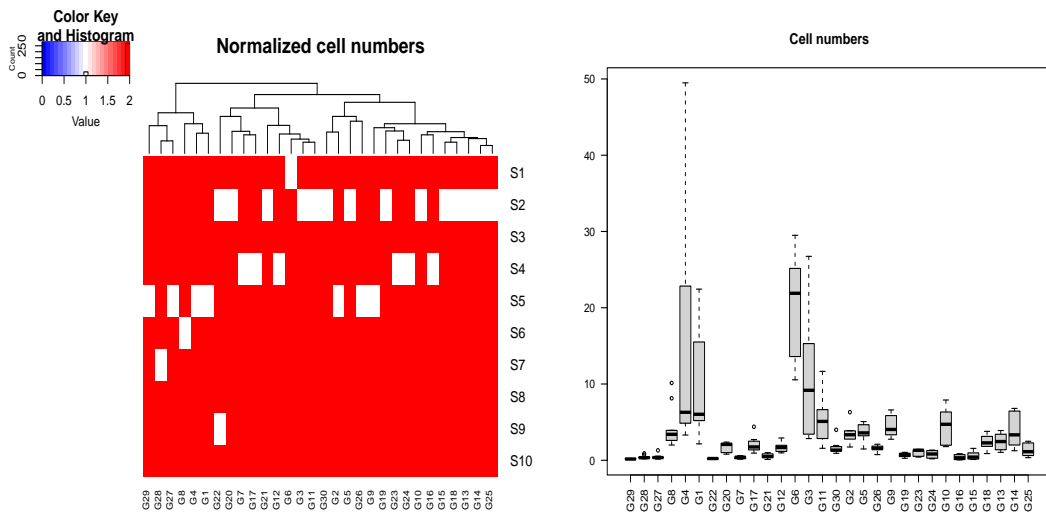 Color Key
and Histogram
Count
0 250
0 0.5 1 1.5 2
Value
Normalized cell numbers
S1
S2
S3
S4
S5
S6
S7
S8
S9
S10
G29 G28 G27 G8 G4 G1 G22 G20 G7 G17 G21 G12 G6 G3 G11 G30 G2 G5 G26 G9 G19 G23 G24 G10 G16 G15 G18 G13 G14 G25
Cell numbers
50
40
30
20
10
0
G29 G28 G27 G8 G4 G1 G22 G20 G7 G17 G21 G12 G6 G3 G11 G30 G2 G5 G26 G9 G19 G23 G24 G10 G16 G15 G18 G13 G14 G25